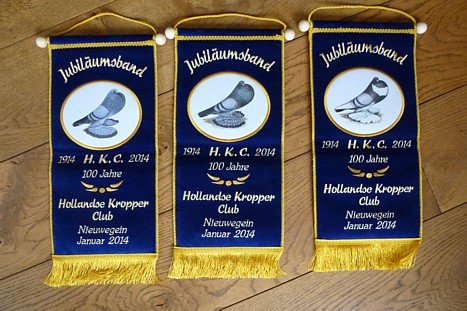 Jubiläumsband
1914 H. K. C. 2014
100 Jahre
Hollandse Kropper
Club
Nieuwegein
Januar 2014
Jubiläumsband
1914 H. K. C. 2014
100 Jahre
Hollandse Kropper
Club
Nieuwegein
Januar 2014
Jubiläumsband
1914 H. K. C. 2014
100 Jahre
Hollandse Kropper
Club
Nieuwegein
Januar 2014